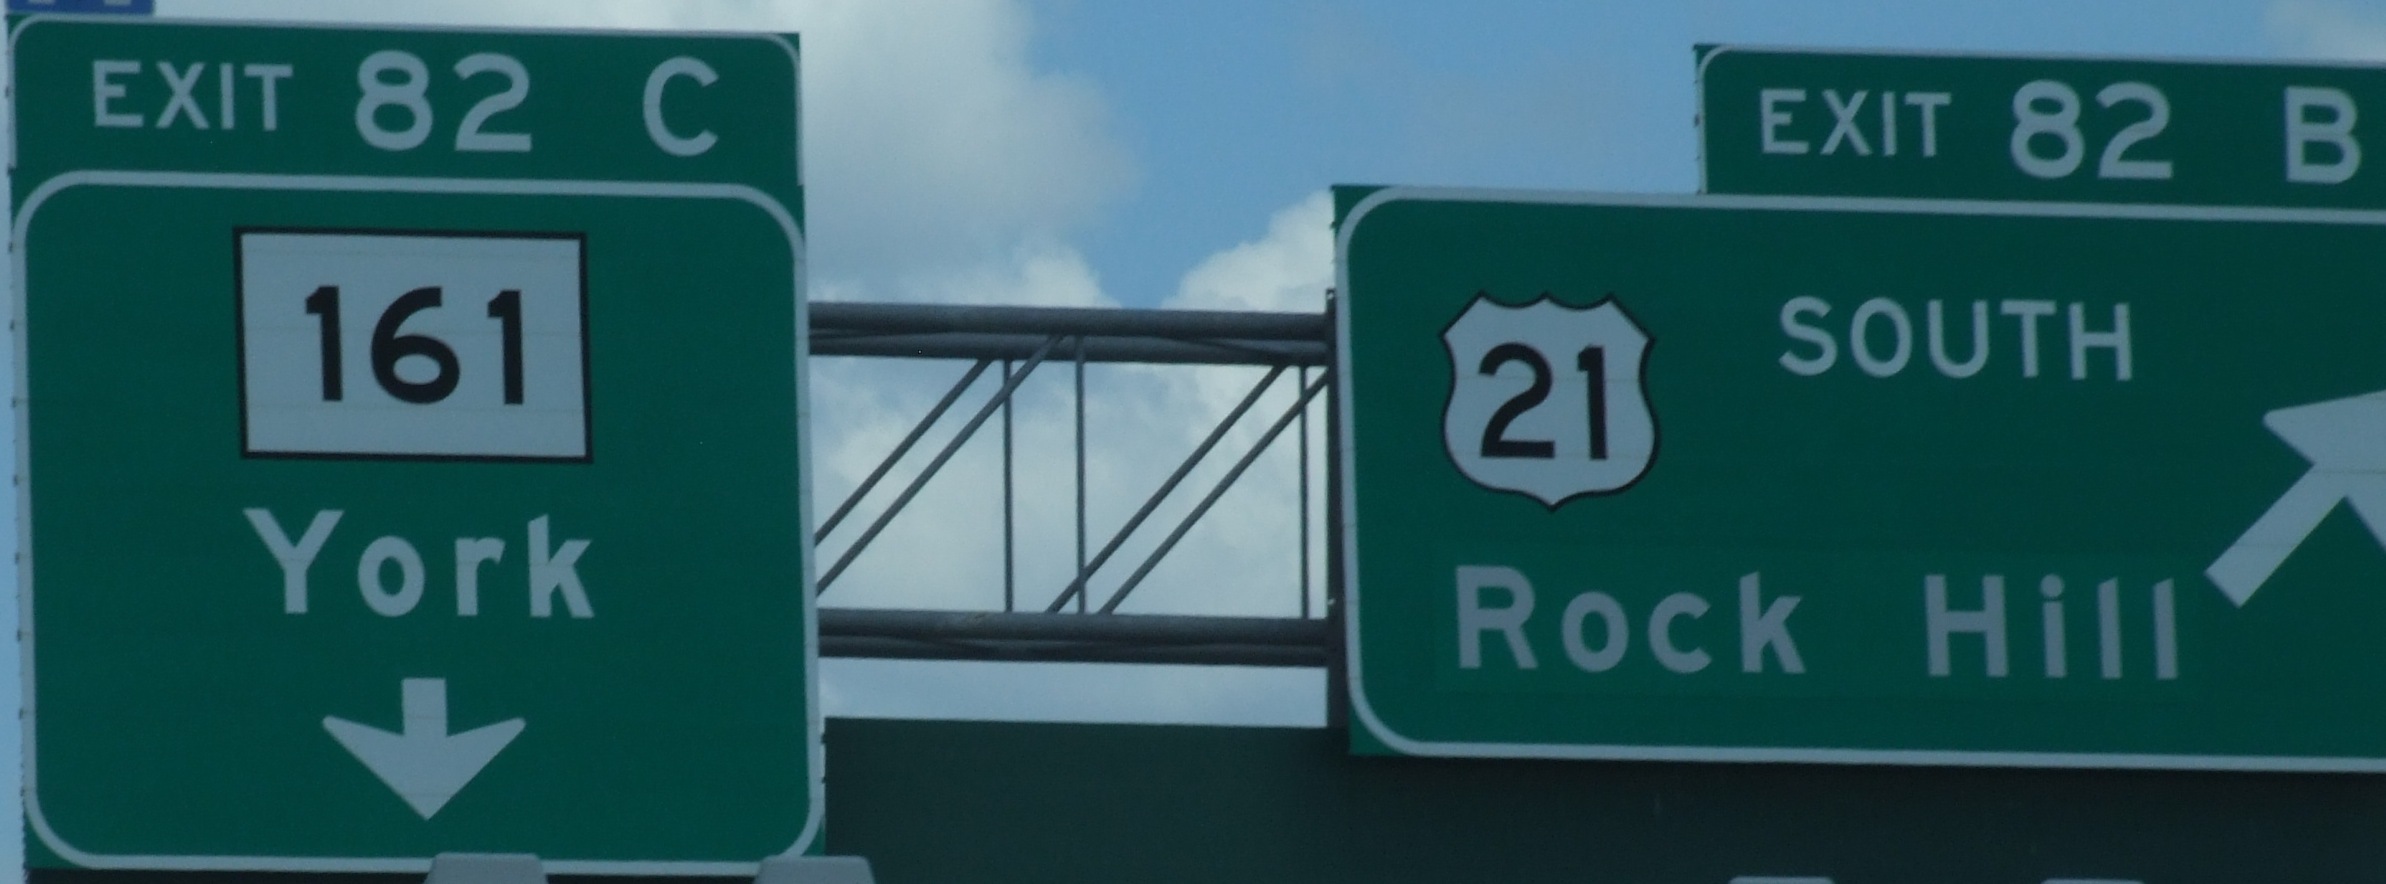 EXIT 82 C
161
York
EXIT 82 B
21 SOUTH
Rock Hill